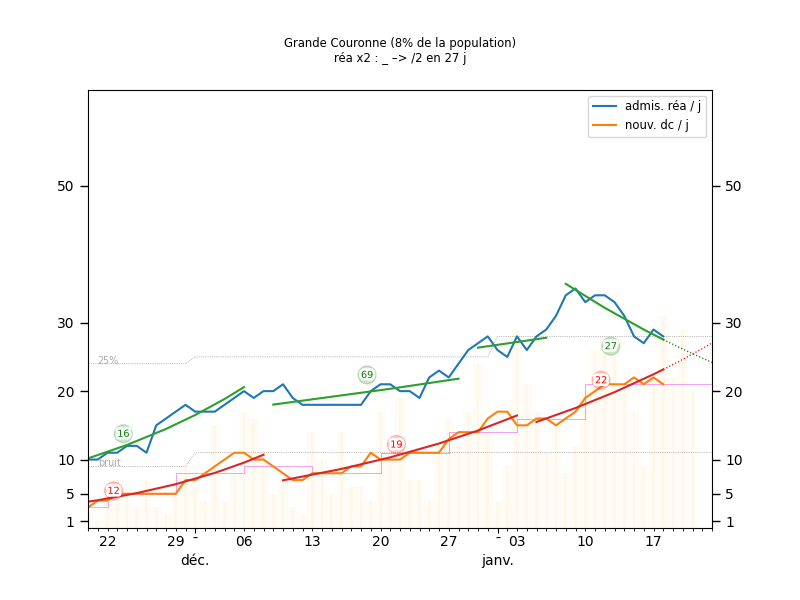 Grande Couronne (8% de la population)
réa x2 : _ –> /2 en 27 j
admis. réa / j
nouv. dc / j
50 50
30 30
27
25%
69
22
20 20
16
19
bruit
10 10
12
5 5
1 1
22 29 - 06 13 20 27 - 03 10 17
déc. janv.